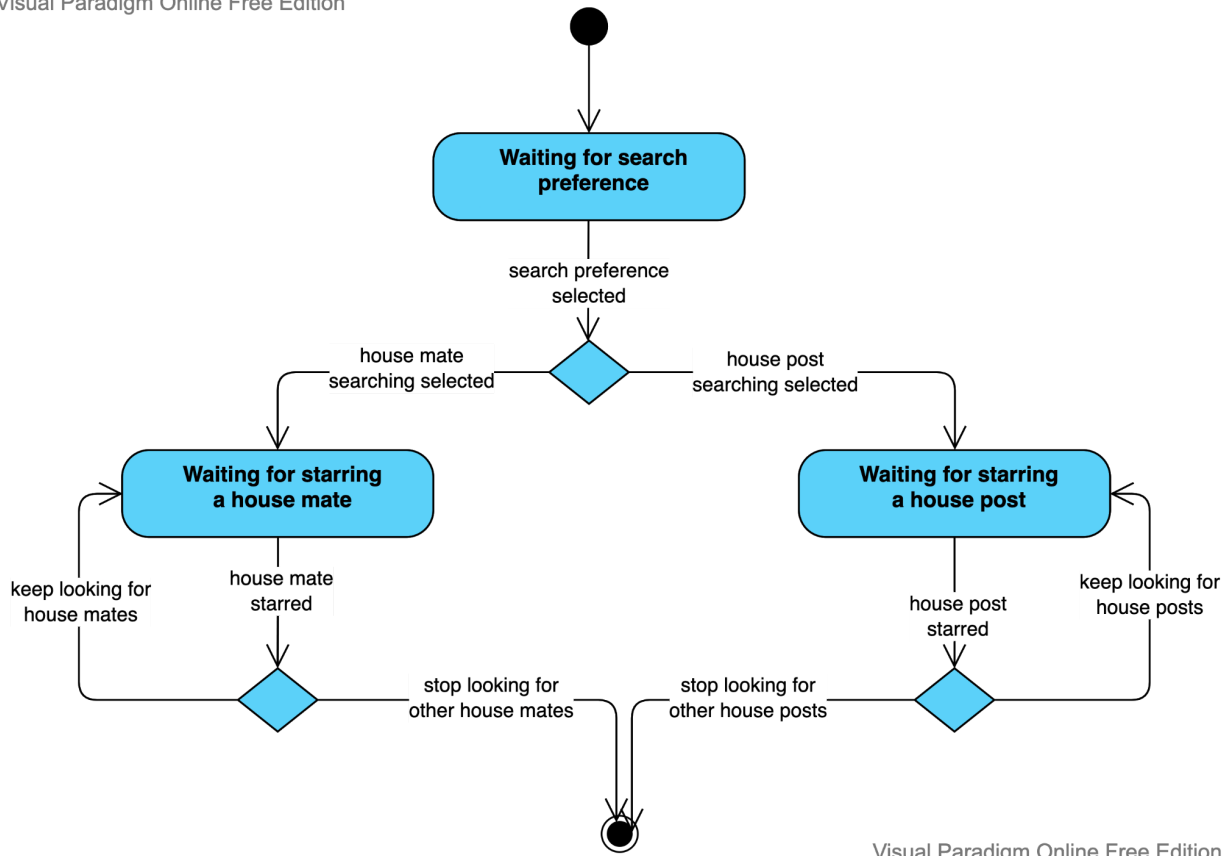 Visual Paradigm Online Free Edition
Waiting for search
preference
search preference
selected
house mate
searching selected
house post
searching selected
Waiting for starring
a house mate
Waiting for starring
a house post
keep looking for
house mates
house mate
starred
house post
starred
keep looking for
house posts
stop looking for
other house mates
stop looking for
other house posts
Visual Paradigm Online Free Edition